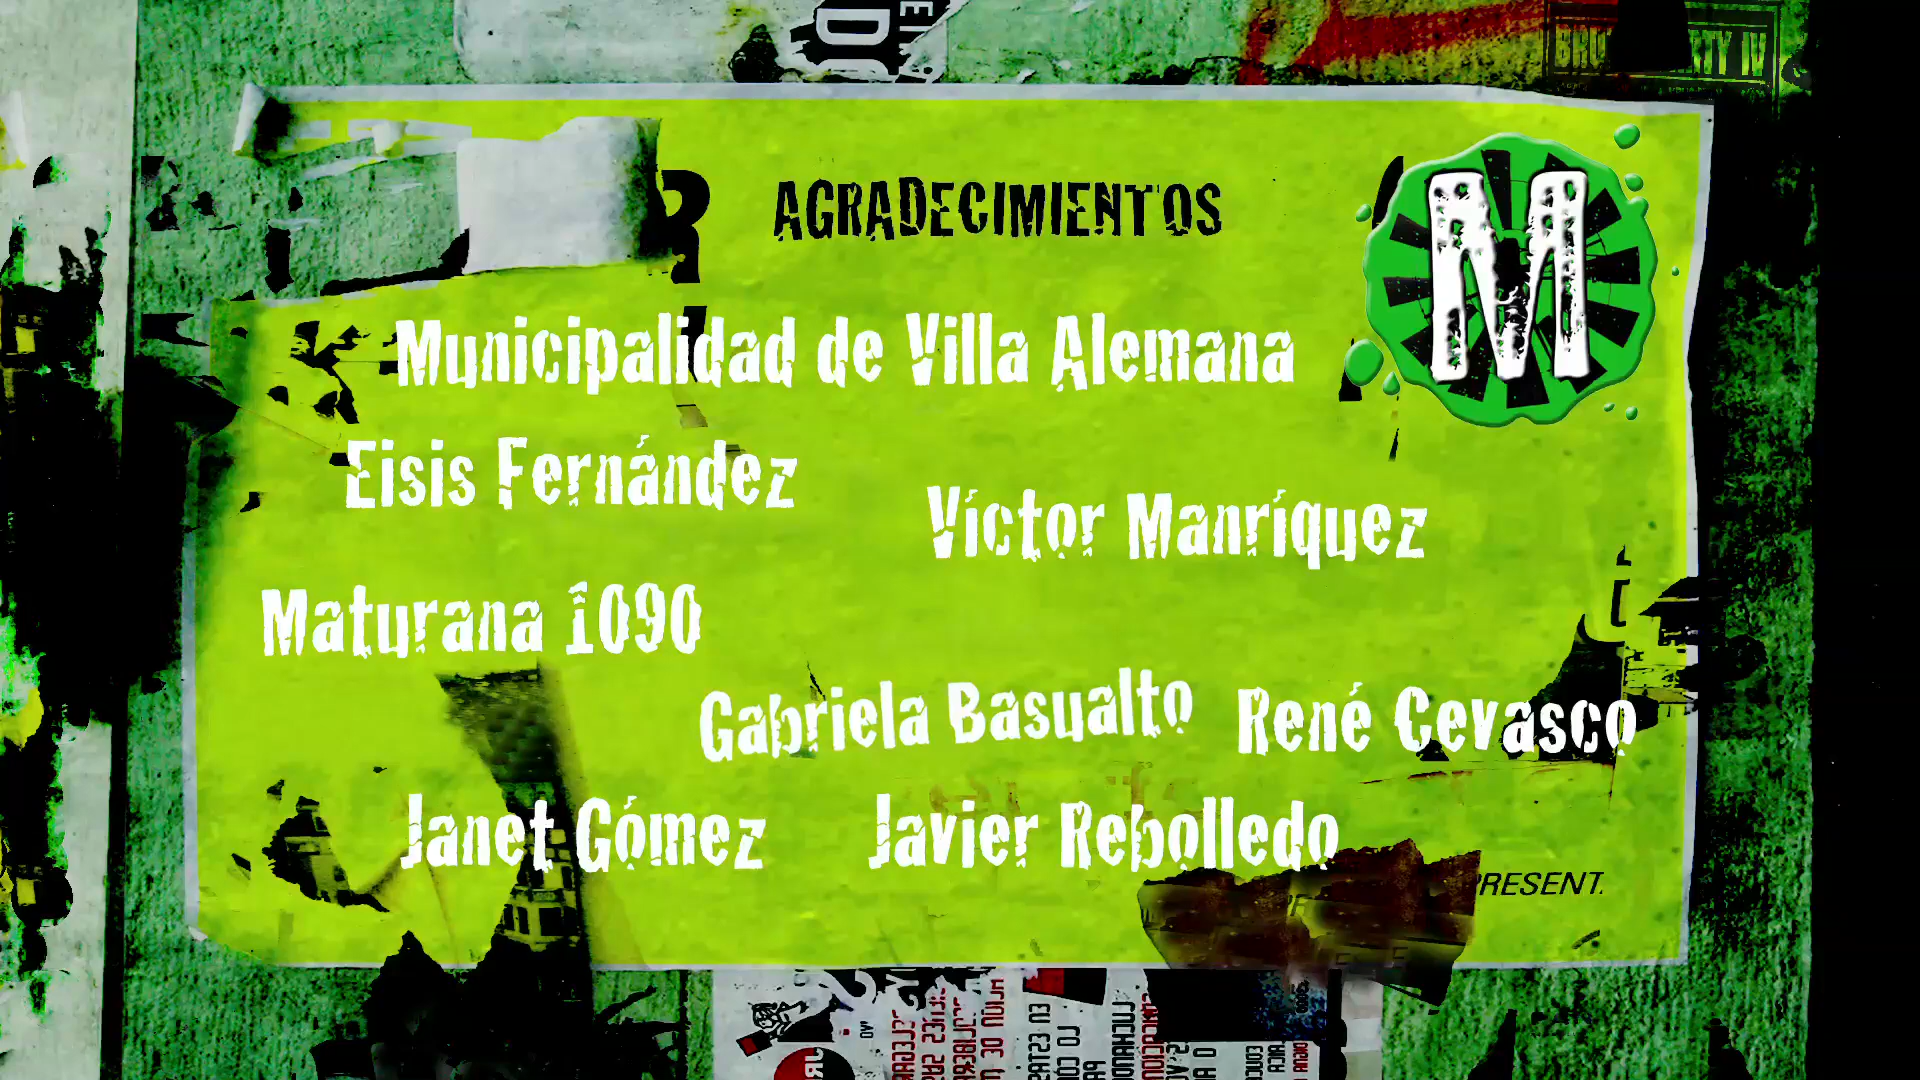 AGRADECIMIENTOS
M
Municipalidad de Villa Alemana
Eisis Fernández
Víctor Manríquez
Maturana 1090
Gabriela Basualto
René Cevasco
Janet Gómez
Javier Rebolledo
PRESENT.